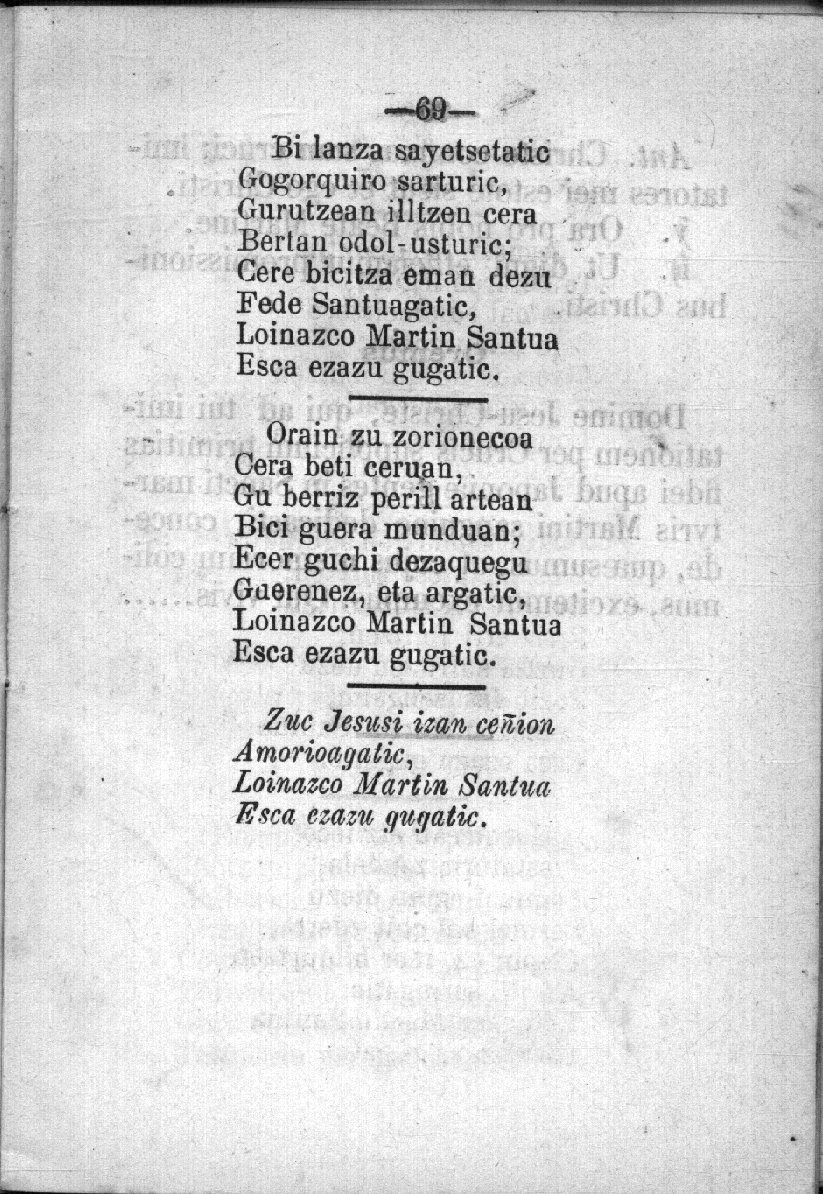 —69—
Bi lanza sayetsetatic
Gogorquiro sarturic,
Gurutzean illtzen cera
Bertan odol-usturic;
Cere bicitza eman dezu
Fede Santuagatic,
Loinazco Martin Santua
Esca ezazu gugatic.
Orain zu zorionecoa
Cera beti ceruan,
Gu berriz perill artean
Bici guera munduan;
Ecer guchi dezaquegu
Guerenez, eta argatic,
Loinazco Martin Santua
Esca ezazu gugatic.
Zuc Jesusi izan ceñion
Amorioagatic,
Loinazco Martin Santua
Esca ezazu gugatic.